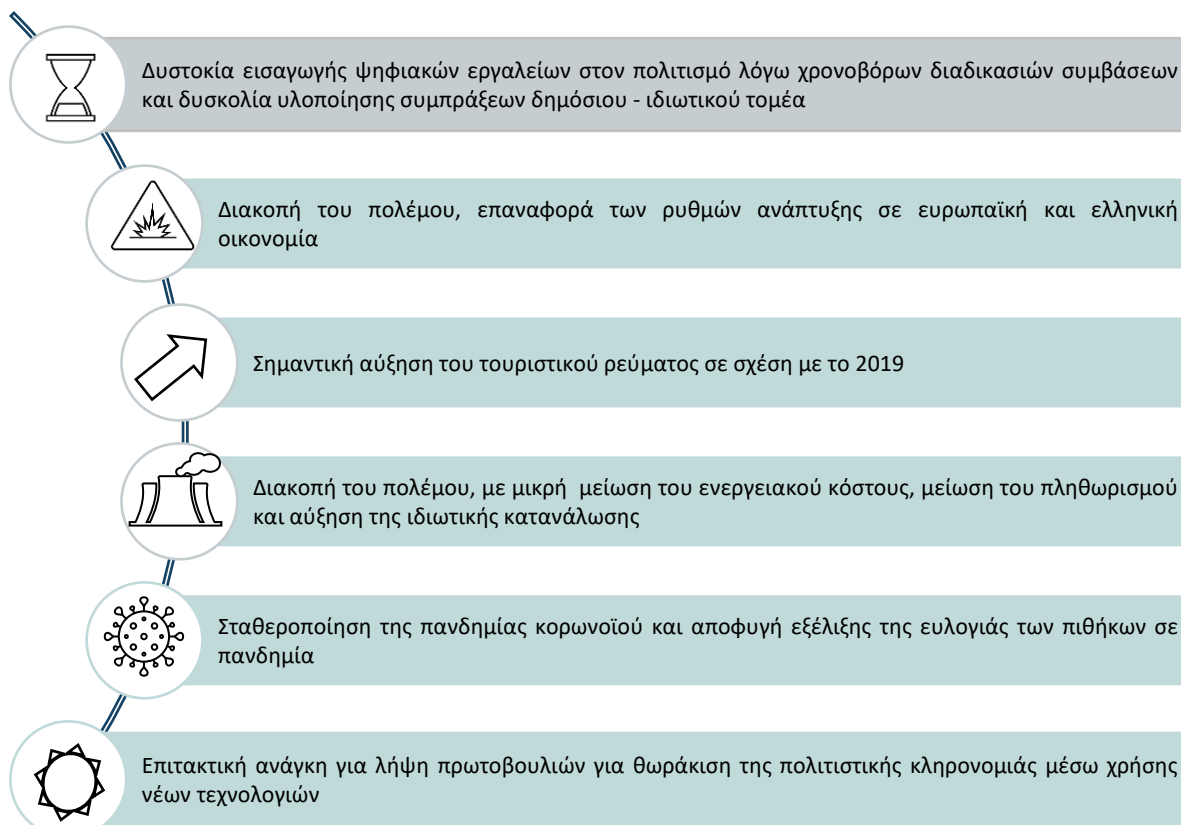 Δυστοκία εισαγωγής ψηφιακών εργαλείων στον πολιτισμό λόγω χρονοβόρων διαδικασιών συμβάσεων
και δυσκολία υλοποίησης συμπράξεων δημόσιου - ιδιωτικού τομέα
Διακοπή του πολέμου, επαναφορά των ρυθμών ανάπτυξης σε ευρωπαϊκή και ελληνική
οικονομία
Σημαντική αύξηση του τουριστικού ρεύματος σε σχέση με το 2019
Διακοπή του πολέμου, με μικρή μείωση του ενεργειακού κόστους, μείωση του πληθωρισμού
και αύξηση της ιδιωτικής κατανάλωσης
Σταθεροποίηση της πανδημίας κορωνοϊού και αποφυγή εξέλιξης της ευλογιάς των πιθήκων σε
πανδημία
Επιτακτική ανάγκη για λήψη πρωτοβουλιών για θωράκιση της πολιτιστικής κληρονομιάς μέσω χρήσης
νέων τεχνολογιών